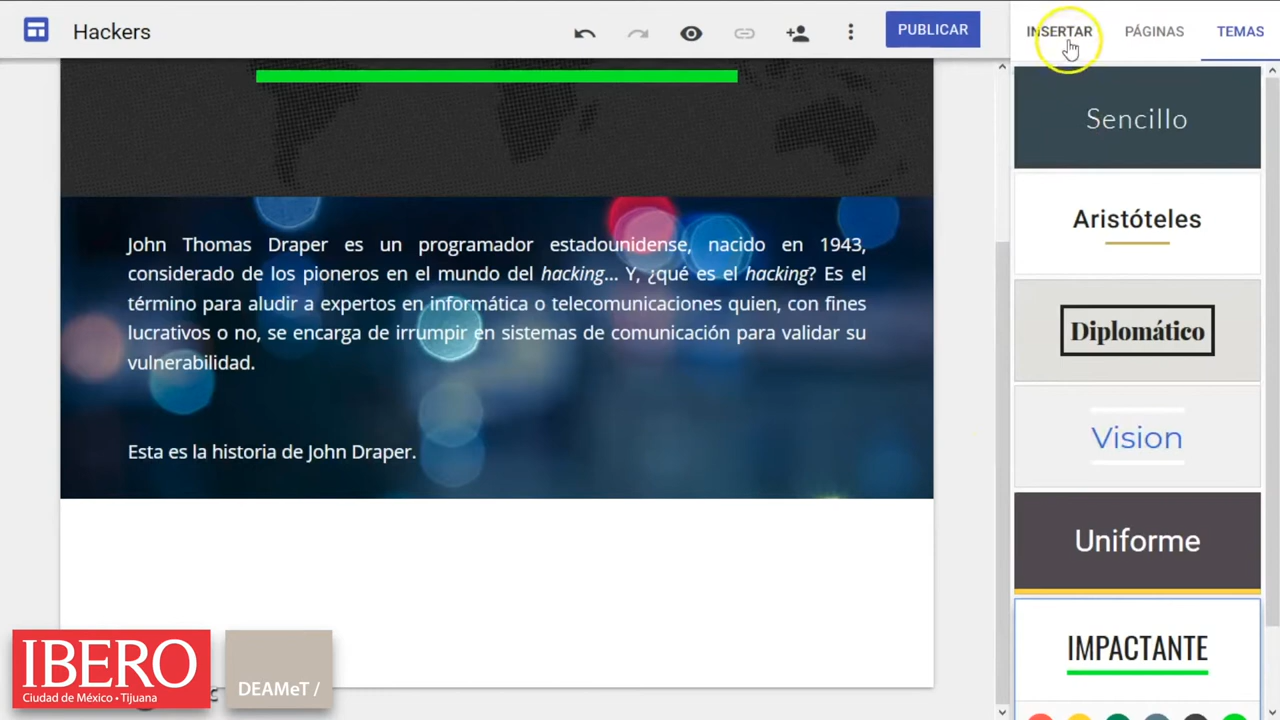 Hackers
PUBLICAR
INSERTAR
PÁGINAS
TEMAS
Sencillo
Aristóteles
Diplomático
Vision
Uniforme
IMPACTANTE
John Thomas Draper es un programador estadounidense, nacido en 1943,
considerado de los pioneros en el mundo del hacking... Y, ¿qué es el hacking? Es el
término para aludir a expertos en informática o telecomunicaciones quien, con fines
lucrativos o no, se encarga de irrumpir en sistemas de comunicación para validar su
vulnerabilidad.
Esta es la historia de John Draper.
IBERO
Ciudad de México • Tijuana
DEAMeT /